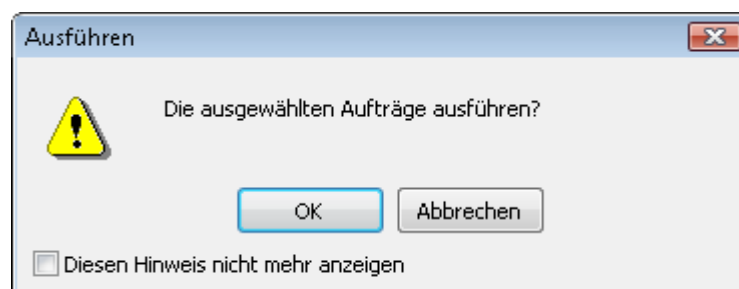 Ausführen
Die ausgewählten Aufträge ausführen?
OK Abbrechen
Diesen Hinweis nicht mehr anzeigen